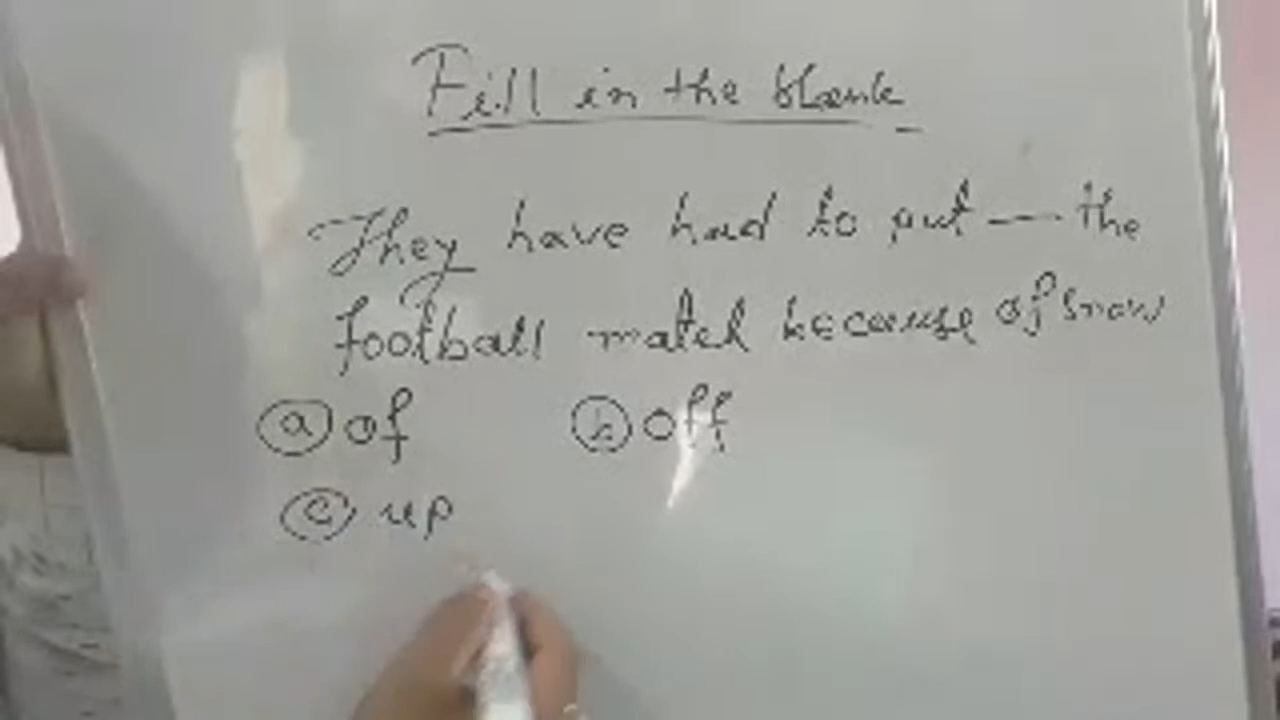 Fill in the blank
They have had to put — the
football match because of snow
(a) of (b) off
(c) up